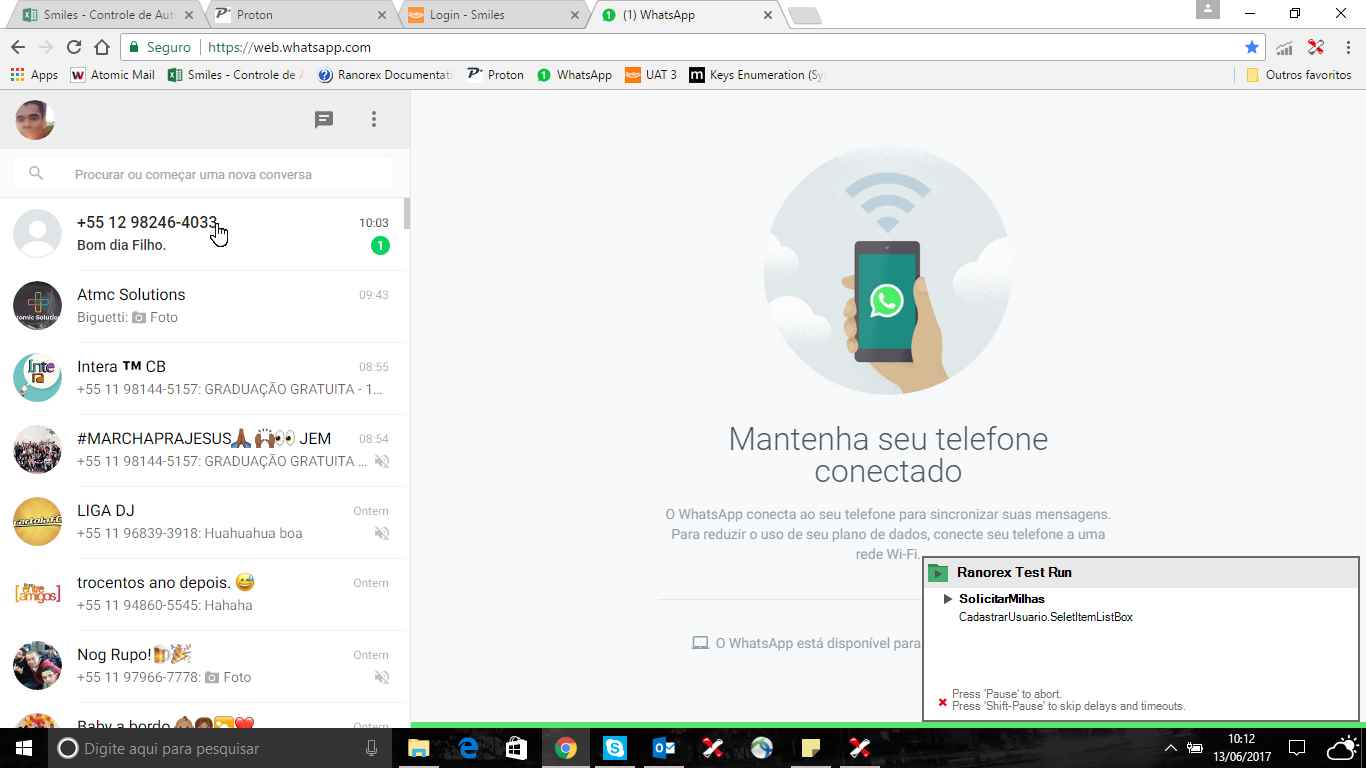 Smiles - Controle de Aut
Proton
Login - Smiles
(1) WhatsApp
Seguro
https://web.whatsapp.com
Apps
Atomic Mail
Smiles - Controle de A
Ranorex Documentati
Proton
WhatsApp
UAT 3
Keys Enumeration (Sy
Outros favoritos
Procurar ou começar uma nova conversa
+55 12 98246-4033 10:03
Bom dia Filho. 1
Atmc Solutions 09:43
Biguetti: 📷 Foto
Intera ™ CB 08:55
+55 11 98144-5157: GRADUAÇÃO GRATUITA - 1...
#MARCHAPRAJESUS🙏🏾🙌🏾👀 JEM 08:54
+55 11 98144-5157: GRADUAÇÃO GRATUITA ...
LIGA DJ Ontem
+55 11 96839-3918: Huahuahua boa
trocentos ano depois. 😅 Ontem
+55 11 94860-5545: Hahaha
Nog Rupo!🍻🎉 Ontem
+55 11 97966-7778: 📷 Foto
Baby a bordo Ontem
Mantenha seu telefone
conectado
O WhatsApp conecta ao seu telefone para sincronizar suas mensagens.
Para reduzir o uso de seu plano de dados, conecte seu telefone a uma
rede Wi-Fi.
O WhatsApp está disponível para
Ranorex Test Run
SolicitarMilhas
CadastrarUsuario.SeletItemListBox
Press 'Pause' to abort.
Press 'Shift-Pause' to skip delays and timeouts.
Digite aqui para pesquisar
10:12
13/06/2017